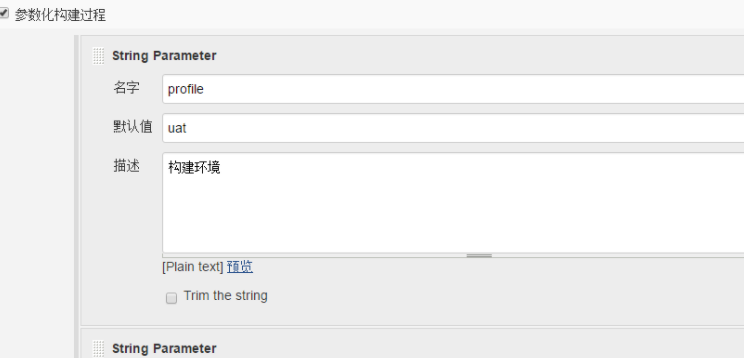 参数化构建过程
String Parameter
名字 profile
默认值 uat
描述 构建环境
[Plain text] 预览
Trim the string
String Parameter